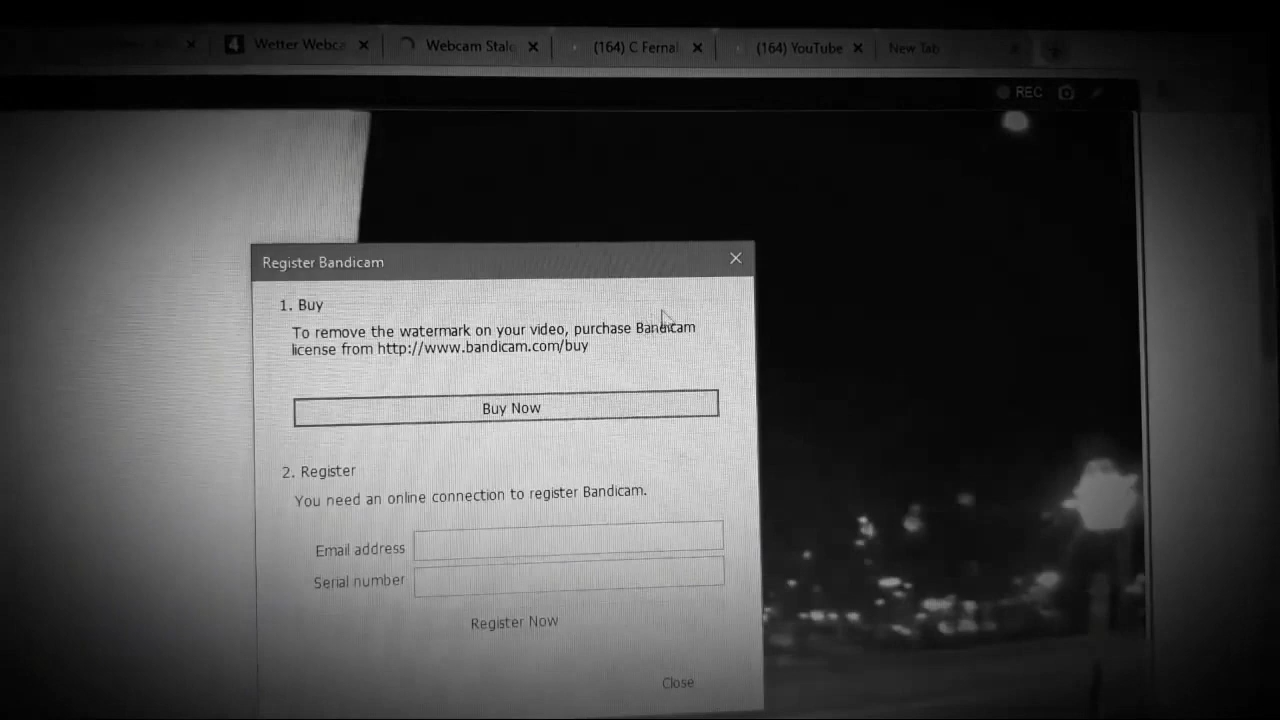 Wetter Webca
Webcam Stalo
(164) C Fernal
(164) YouTube
New Tab
REC
Register Bandicam
1. Buy
To remove the watermark on your video, purchase Bandicam
license from http://www.bandicam.com/buy
Buy Now
2. Register
You need an online connection to register Bandicam.
Email address
Serial number
Register Now
Close